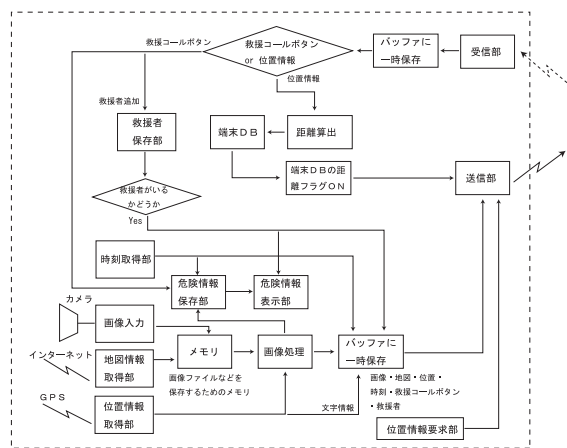 救援コールボタン
救援コールボタン
or 位置情報
バッファに
一時保存
受信部
位置情報
救援者追加
救援者
保存部
端末ＤＢ
距離算出
端末ＤＢの距
離フラグＯＮ
送信部
救援者がいる
かどうか
Yes
時刻取得部
危険情報
保存部
危険情報
表示部
カメラ
画像入力
インターネット
地図情報
取得部
メモリ
画像処理
バッファに
一時保存
画像ファイルなどを
保存するためのメモリ
画像・地図・位置・
時刻・救援コールボタン
・救援者
ＧＰＳ
位置情報
取得部
文字情報
位置情報要求部